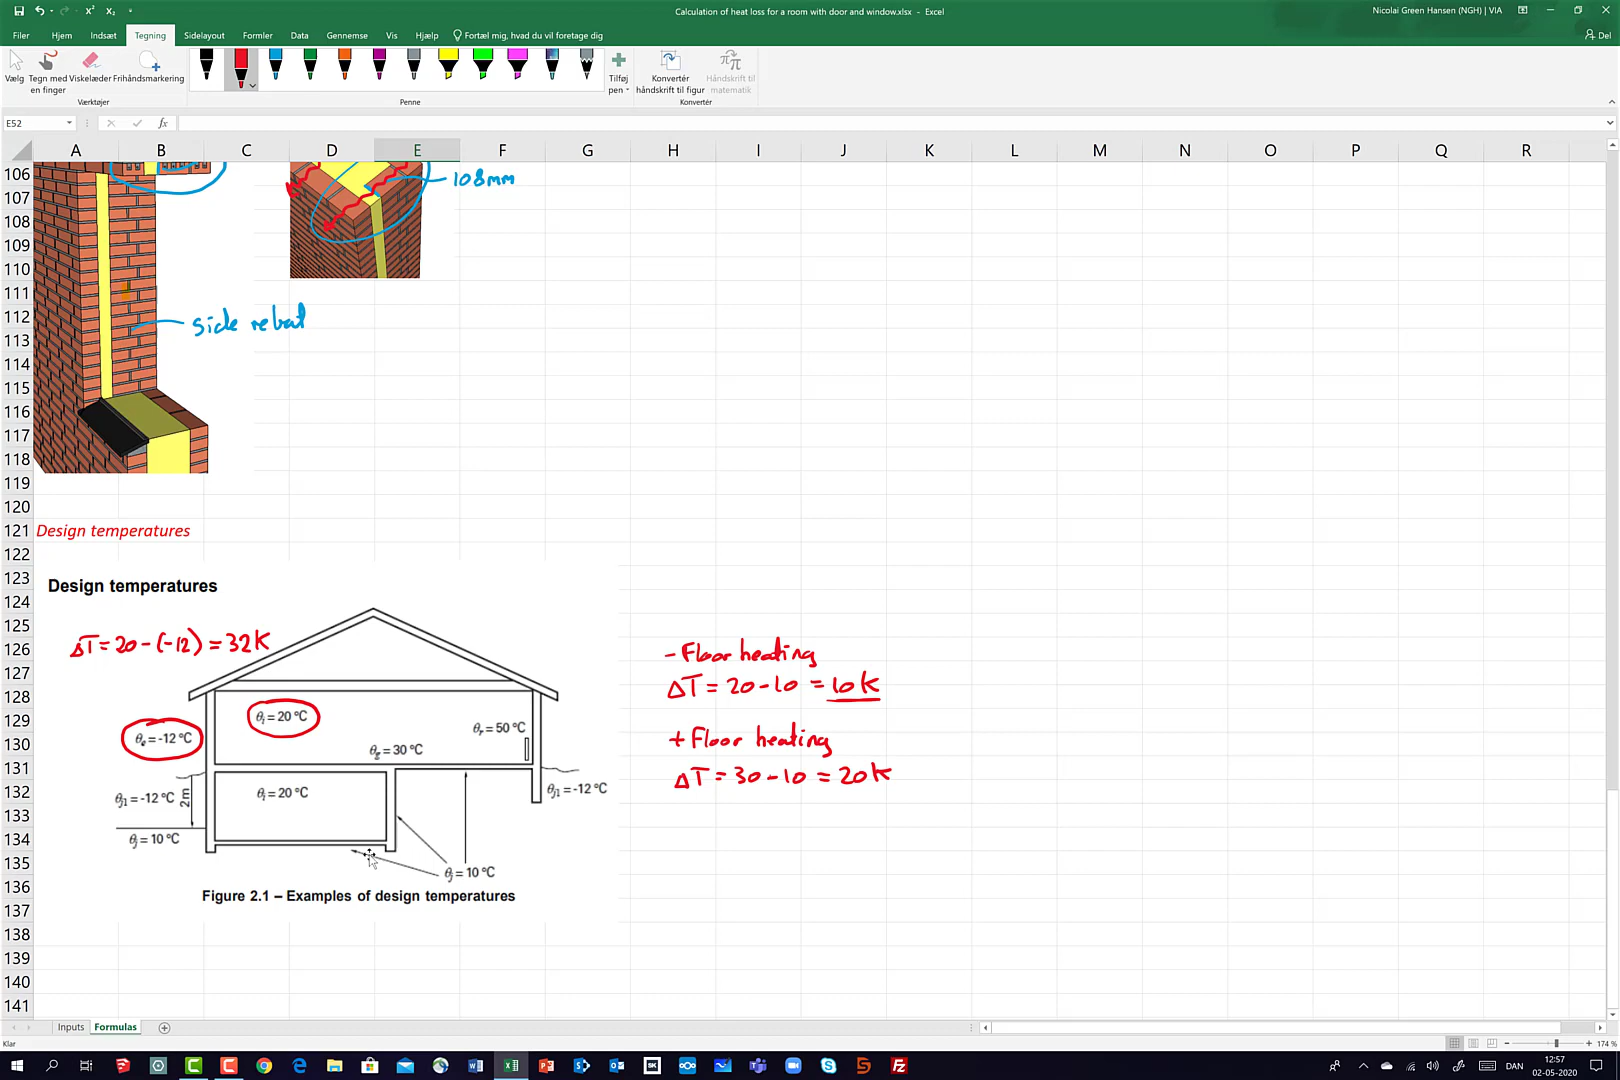 Calculation of heat loss for a room with door and window.xlsx - Excel
Nicolai Green Hansen (NGH) | VIA
Filer Hjem Indsæt Tegning Sidelayout Formler Data Gennemse Vis Hjælp Fortæl mig, hvad du vil foretage dig
Del
Vælg Tegn med en finger Viskelæder Frihåndsmarkering
Tilføj pen
Konvertér håndskrift til figur
Håndskrift til matematik
Værktøjer Penne Konvertér
E52 fx
A B C D E F G H I J K L M N O P Q R
106
107
108
109
110
111
112
113
114
115
116
117
118
119
120
121
122
123
124
125
126
127
128
129
130
131
132
133
134
135
136
137
138
139
140
141
108mm
side rebat
Design temperatures
Design temperatures
ΔT = 20 - (-12) = 32K
- Floor heating
ΔT = 20 - 10 = 10K
+ Floor heating
ΔT = 30 - 10 = 20K
θi = 20 °C
θe = -12 °C
θr = 50 °C
θg = 30 °C
θj1 = -12 °C
2 m
θi = 20 °C
θj1 = -12 °C
θj = 10 °C
θj = 10 °C
Figure 2.1 – Examples of design temperatures
Inputs Formulas
Klar
174 %
DAN
12:57
02-05-2020